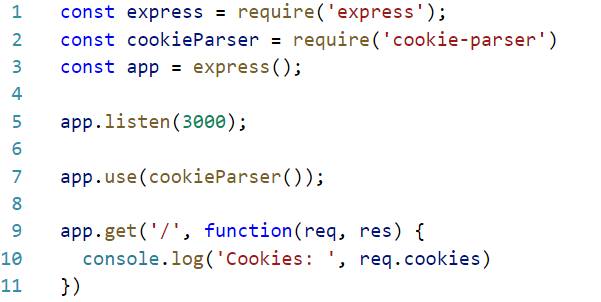 1 const express = require('express');
2 const cookieParser = require('cookie-parser')
3 const app = express();
4
5 app.listen(3000);
6
7 app.use(cookieParser());
8
9 app.get('/', function(req, res) {
10   console.log('Cookies: ', req.cookies)
11 })